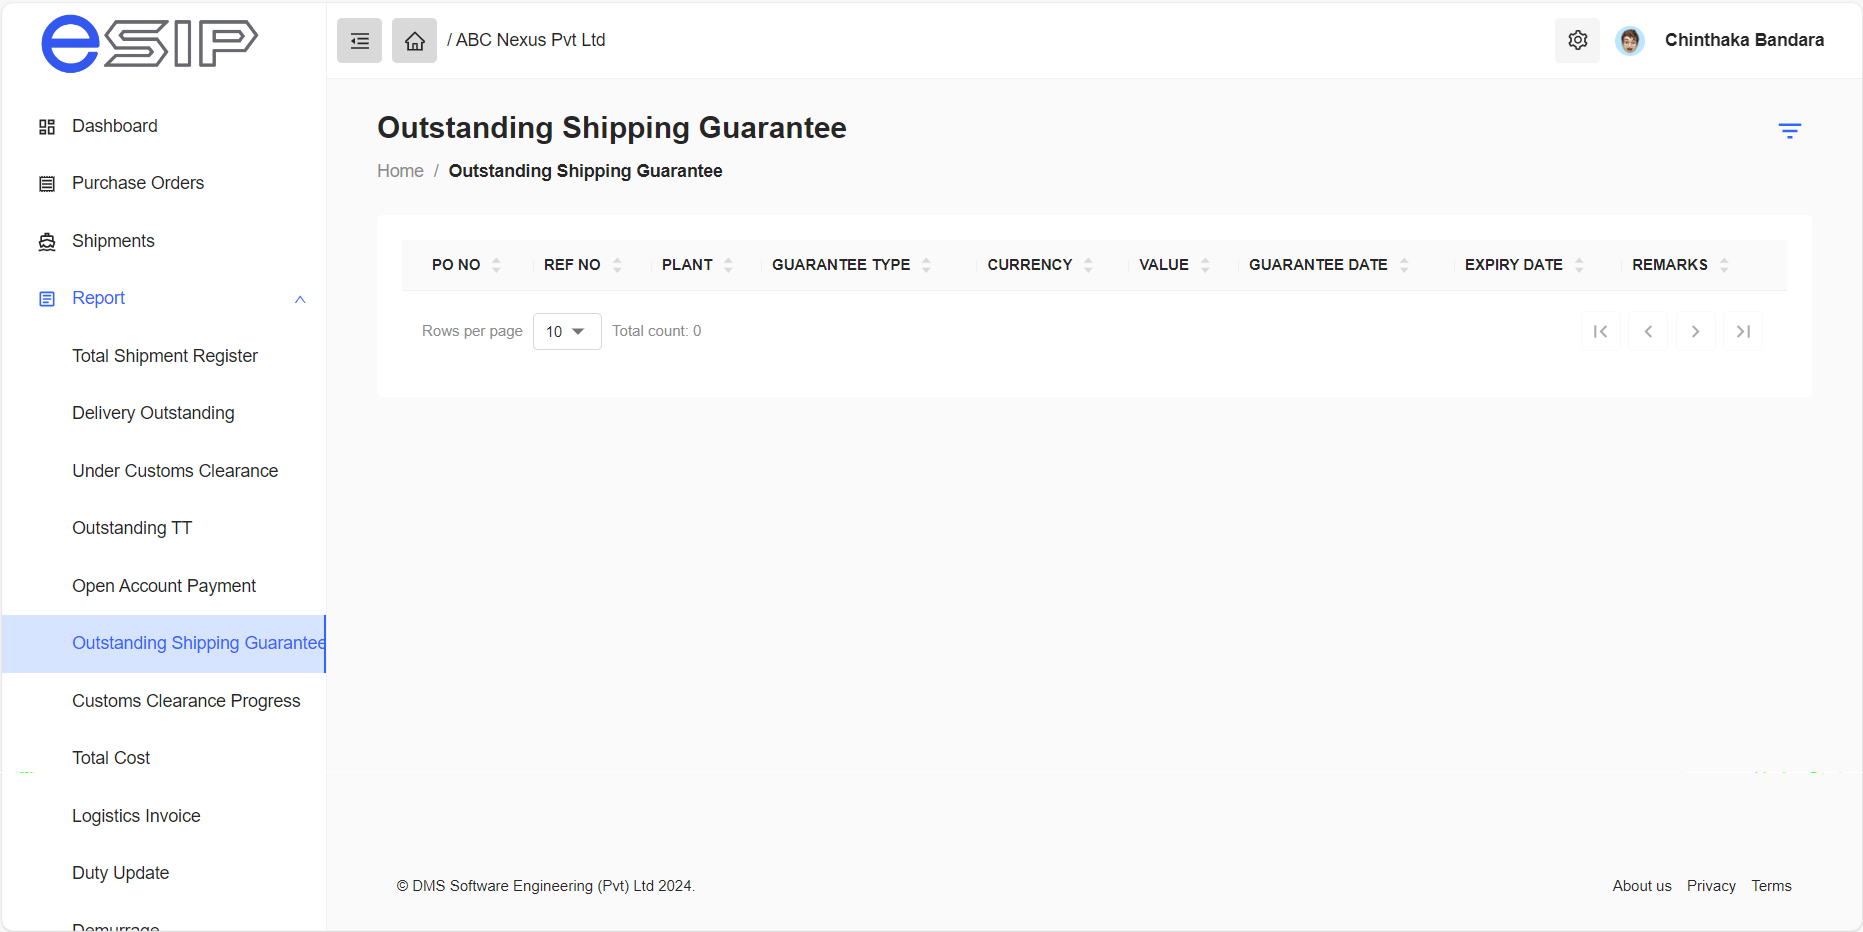 eSIP
/ ABC Nexus Pvt Ltd
Chinthaka Bandara
Dashboard
Purchase Orders
Shipments
Report
Total Shipment Register
Delivery Outstanding
Under Customs Clearance
Outstanding TT
Open Account Payment
Outstanding Shipping Guarantee
Customs Clearance Progress
Total Cost
Logistics Invoice
Duty Update
Demurrage
Outstanding Shipping Guarantee
Home / Outstanding Shipping Guarantee
PO NO REF NO PLANT GUARANTEE TYPE CURRENCY VALUE GUARANTEE DATE EXPIRY DATE REMARKS
Rows per page 10 Total count: 0
© DMS Software Engineering (Pvt) Ltd 2024.
About us Privacy Terms